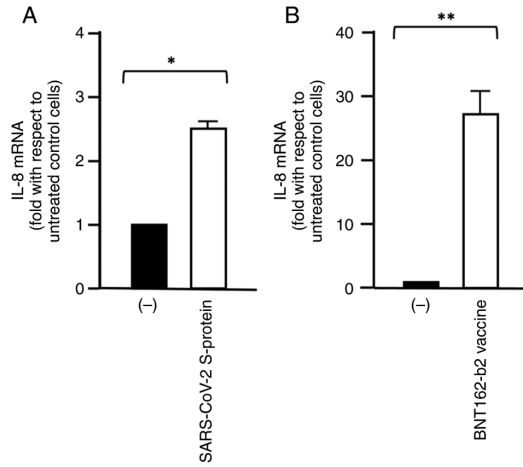 A
IL-8 mRNA
(fold with respect to
untreated control cells)
4
3
2
1
0
*
(–)
SARS-CoV-2 S-protein
B
IL-8 mRNA
(fold with respect to
untreated control cells)
40
30
20
10
0
**
(–)
BNT162-b2 vaccine